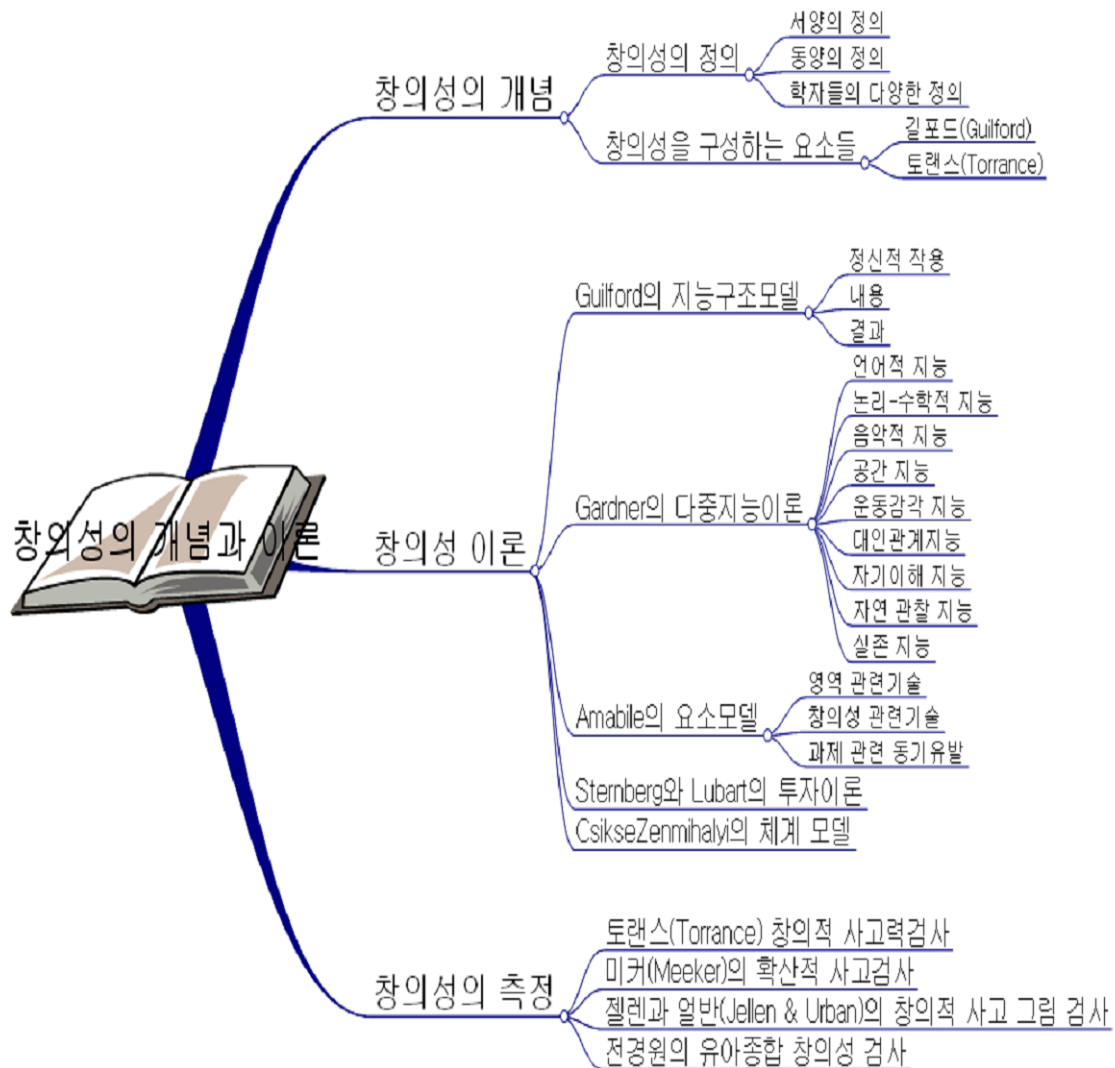 창의성의 개념과 이론
창의성의 개념
창의성의 정의
서양의 정의
동양의 정의
학자들의 다양한 정의
창의성을 구성하는 요소들
길포드(Guilford)
토랜스(Torrance)
창의성 이론
Guilford의 지능구조모델
정신적 작용
내용
결과
Gardner의 다중지능이론
언어적 지능
논리-수학적 지능
음악적 지능
공간 지능
운동감각 지능
대인관계지능
자기이해 지능
자연 관찰 지능
실존 지능
Amabile의 요소모델
영역 관련기술
창의성 관련기술
과제 관련 동기유발
Sternberg와 Lubart의 투자이론
CsikseZenmihalyi의 체계 모델
창의성의 측정
토랜스(Torrance) 창의적 사고력검사
미커(Meeker)의 확산적 사고검사
젤렌과 얼반(Jellen & Urban)의 창의적 사고 그림 검사
전경원의 유아종합 창의성 검사